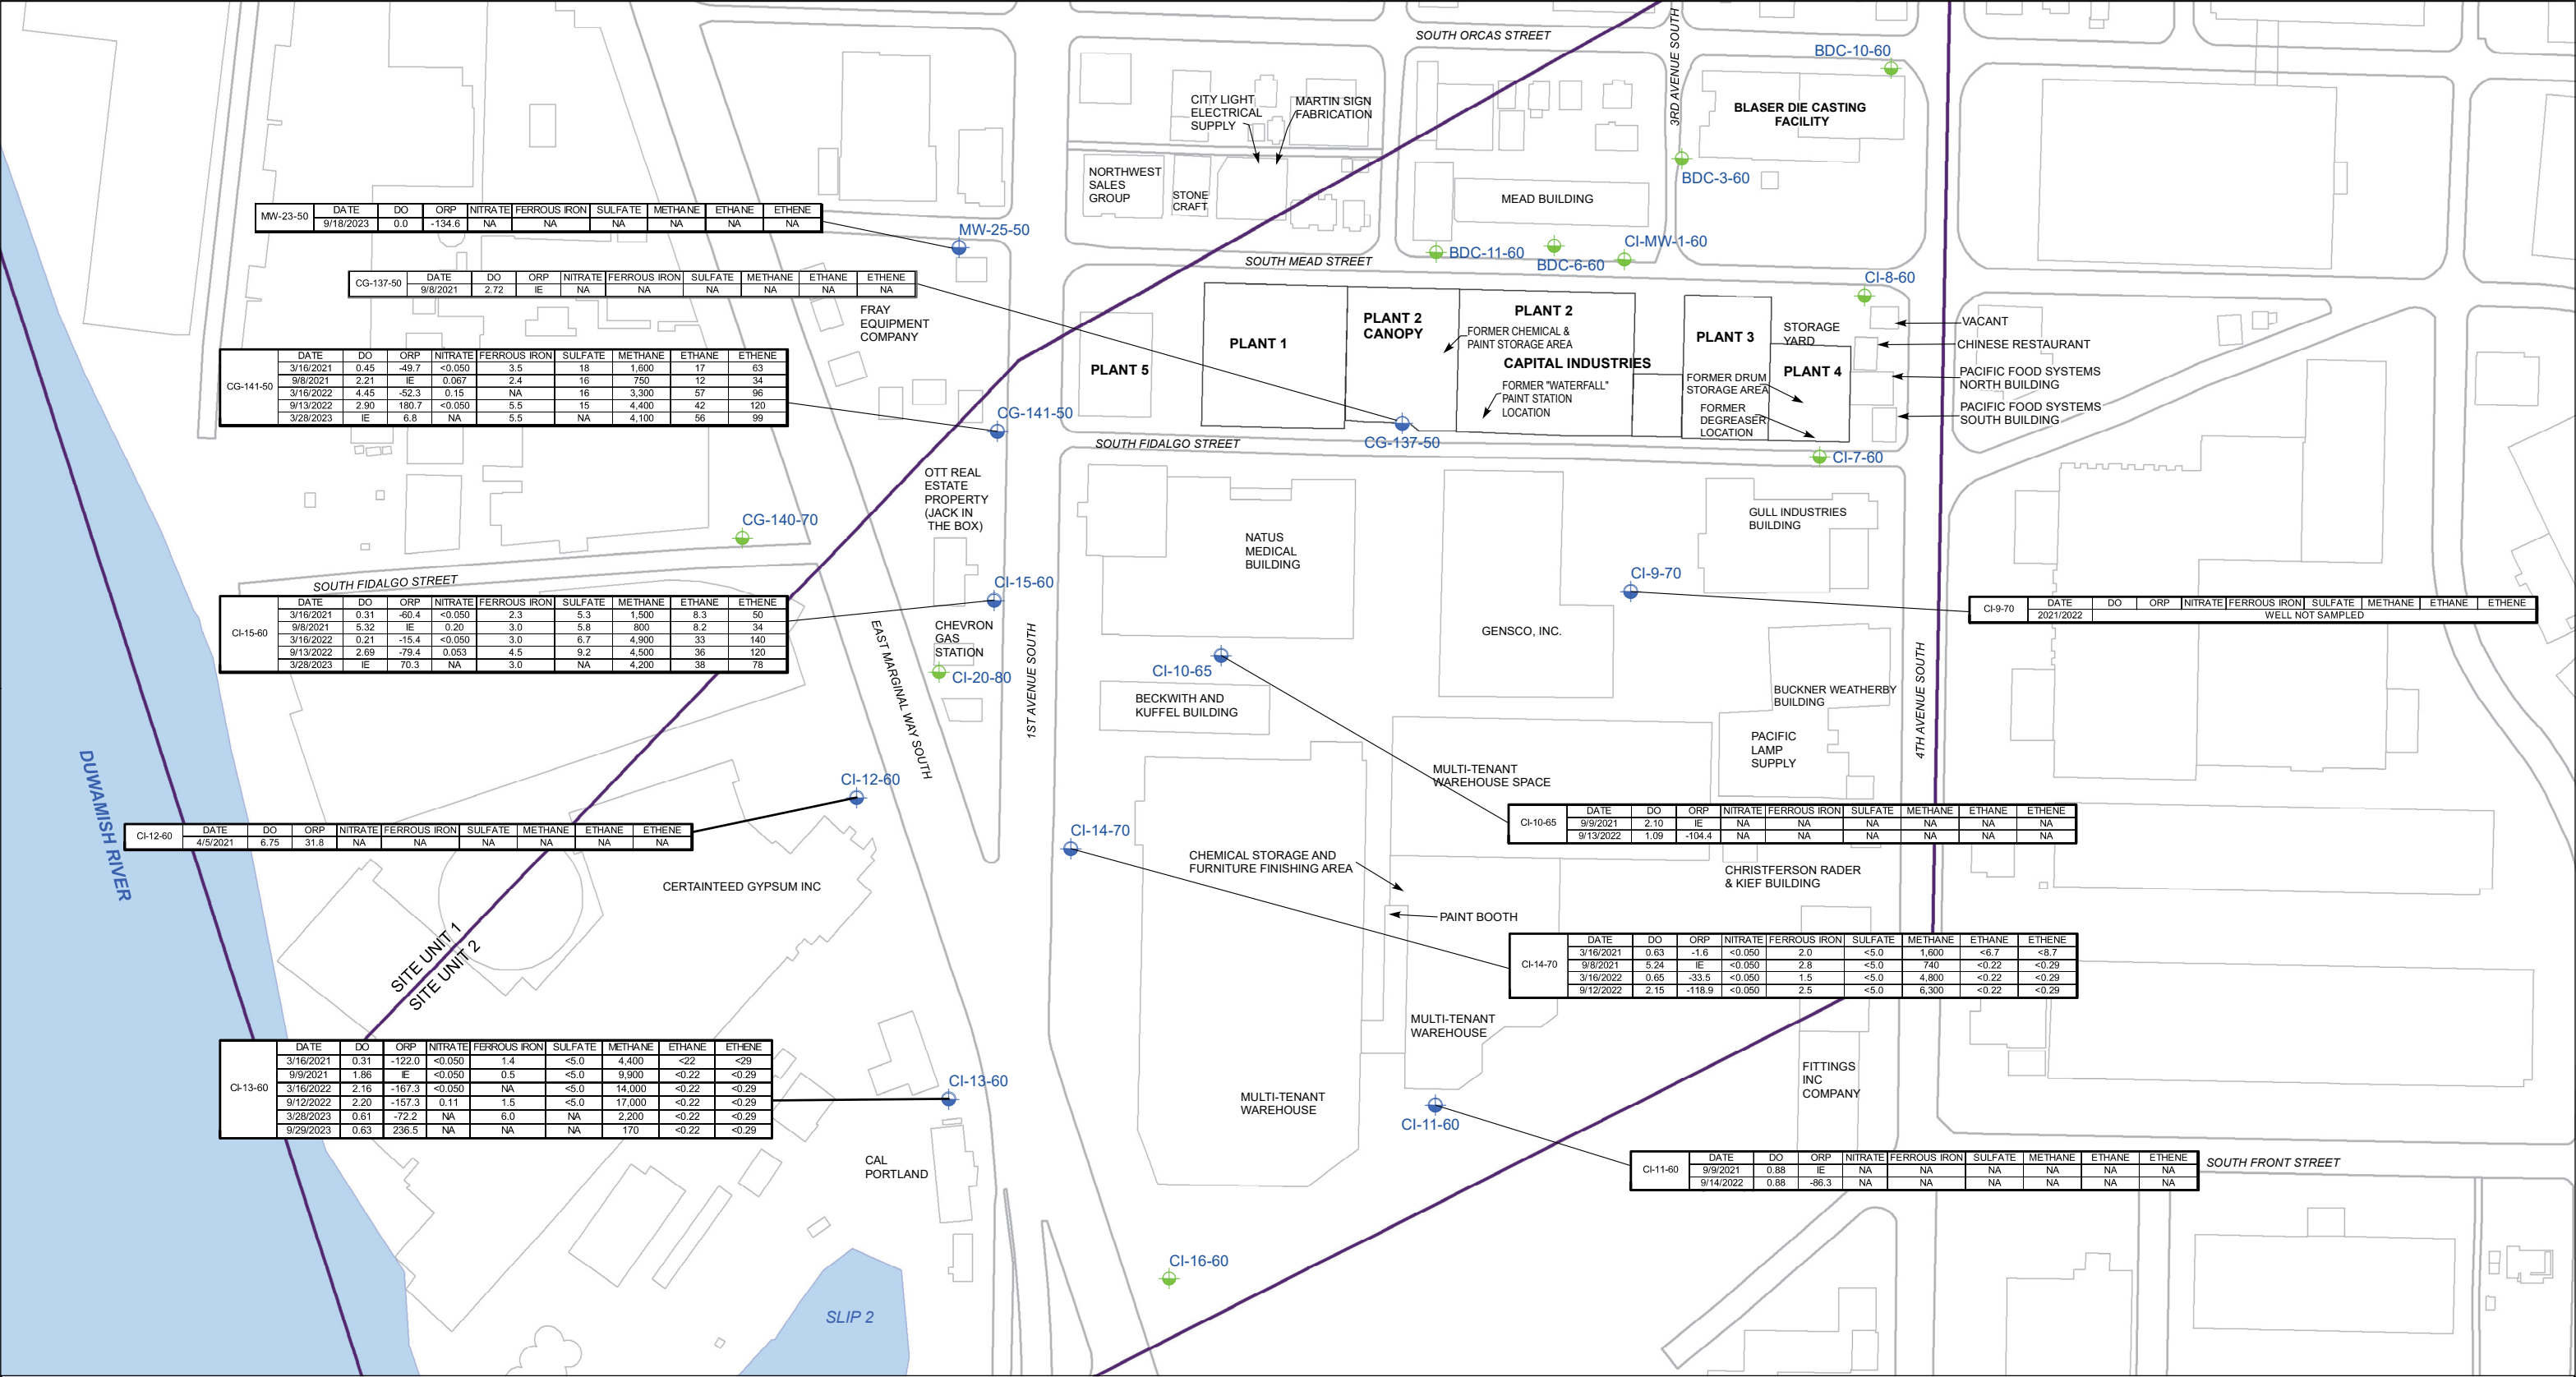 SOUTH ORCAS STREET
3RD AVENUE SOUTH
BDC-10-60
CITY LIGHT
ELECTRICAL
SUPPLY
MARTIN SIGN
FABRICATION
BLASER DIE CASTING
FACILITY
NORTHWEST
SALES
GROUP
STONE
CRAFT
MEAD BUILDING
BDC-3-60
MW-23-50
DATE DO ORP NITRATE FERROUS IRON SULFATE METHANE ETHANE ETHENE
9/18/2023 0.0 -134.6 NA NA NA NA NA NA
MW-25-50
BDC-11-60
BDC-6-60
CI-MW-1-60
SOUTH MEAD STREET
CI-8-60
CG-137-50
DATE DO ORP NITRATE FERROUS IRON SULFATE METHANE ETHANE ETHENE
9/8/2021 2.72 IE NA NA NA NA NA NA
FRAY
EQUIPMENT
COMPANY
PLANT 5
PLANT 1
PLANT 2
CANOPY
PLANT 2
FORMER CHEMICAL &
PAINT STORAGE AREA
CAPITAL INDUSTRIES
FORMER "WATERFALL"
PAINT STATION
LOCATION
PLANT 3
STORAGE
YARD
PLANT 4
FORMER DRUM
STORAGE AREA
FORMER
DEGREASER
LOCATION
VACANT
CHINESE RESTAURANT
PACIFIC FOOD SYSTEMS
NORTH BUILDING
PACIFIC FOOD SYSTEMS
SOUTH BUILDING
CG-141-50
DATE DO ORP NITRATE FERROUS IRON SULFATE METHANE ETHANE ETHENE
3/16/2021 0.45 -49.7 <0.050 3.5 18 1,600 17 63
9/8/2021 2.21 IE 0.067 2.4 16 750 12 34
3/16/2022 4.45 -52.3 0.15 NA 16 3,300 57 96
9/13/2022 2.90 180.7 <0.050 5.5 15 4,400 42 120
3/28/2023 IE 6.8 NA 5.5 NA 4,100 56 99
CG-141-50
CG-137-50
SOUTH FIDALGO STREET
CI-7-60
OTT REAL
ESTATE
PROPERTY
(JACK IN
THE BOX)
CG-140-70
NATUS
MEDICAL
BUILDING
GULL INDUSTRIES
BUILDING
SOUTH FIDALGO STREET
CI-15-60
CI-9-70
CI-15-60
DATE DO ORP NITRATE FERROUS IRON SULFATE METHANE ETHANE ETHENE
3/16/2021 0.31 -60.4 <0.050 2.3 5.3 1,500 8.3 50
9/8/2021 5.32 IE 0.20 3.0 5.8 800 8.2 34
3/16/2022 0.21 -15.4 <0.050 3.0 6.7 4,900 33 140
9/13/2022 2.69 -79.4 0.053 4.5 9.2 4,500 36 120
3/28/2023 IE 70.3 NA 3.0 NA 4,200 38 78
CI-9-70
DATE DO ORP NITRATE FERROUS IRON SULFATE METHANE ETHANE ETHENE
2021/2022 WELL NOT SAMPLED
CHEVRON
GAS
STATION
CI-20-80
EAST MARGINAL WAY SOUTH
1ST AVENUE SOUTH
GENSCO, INC.
CI-10-65
BECKWITH AND
KUFFEL BUILDING
BUCKNER WEATHERBY
BUILDING
4TH AVENUE SOUTH
PACIFIC
LAMP
SUPPLY
MULTI-TENANT
WAREHOUSE SPACE
DUWAMISH RIVER
CI-12-60
CI-12-60
DATE DO ORP NITRATE FERROUS IRON SULFATE METHANE ETHANE ETHENE
4/5/2021 6.75 31.8 NA NA NA NA NA NA
CI-10-65
DATE DO ORP NITRATE FERROUS IRON SULFATE METHANE ETHANE ETHENE
9/9/2021 2.10 IE NA NA NA NA NA NA
9/13/2022 1.09 -104.4 NA NA NA NA NA NA
CI-14-70
CHEMICAL STORAGE AND
FURNITURE FINISHING AREA
CHRISTFERSON RADER
& KIEF BUILDING
CERTAINTEED GYPSUM INC
PAINT BOOTH
SITE UNIT 1
SITE UNIT 2
CI-14-70
DATE DO ORP NITRATE FERROUS IRON SULFATE METHANE ETHANE ETHENE
3/16/2021 0.63 -1.6 <0.050 2.0 <5.0 1,600 <6.7 <8.7
9/8/2021 5.24 IE <0.050 2.8 <5.0 740 <0.22 <0.29
3/16/2022 0.65 -33.5 <0.050 1.5 <5.0 4,800 <0.22 <0.29
9/12/2022 2.15 -118.9 <0.050 2.5 <5.0 6,300 <0.22 <0.29
MULTI-TENANT
WAREHOUSE
CI-13-60
DATE DO ORP NITRATE FERROUS IRON SULFATE METHANE ETHANE ETHENE
3/16/2021 0.31 -122.0 <0.050 1.4 <5.0 4,400 <22 <29
9/9/2021 1.86 IE <0.050 0.5 <5.0 9,900 <0.22 <0.29
3/16/2022 2.16 -167.3 <0.050 NA <5.0 14,000 <0.22 <0.29
9/12/2022 2.20 -157.3 0.11 1.5 <5.0 17,000 <0.22 <0.29
3/28/2023 0.61 -72.2 NA 6.0 NA 2,200 <0.22 <0.29
9/29/2023 0.63 236.5 NA NA NA 170 <0.22 <0.29
CI-13-60
FITTINGS
INC
COMPANY
MULTI-TENANT
WAREHOUSE
CI-11-60
CAL
PORTLAND
CI-11-60
DATE DO ORP NITRATE FERROUS IRON SULFATE METHANE ETHANE ETHENE
9/9/2021 0.88 IE NA NA NA NA NA NA
9/14/2022 0.88 -86.3 NA NA NA NA NA NA
SOUTH FRONT STREET
CI-16-60
SLIP 2